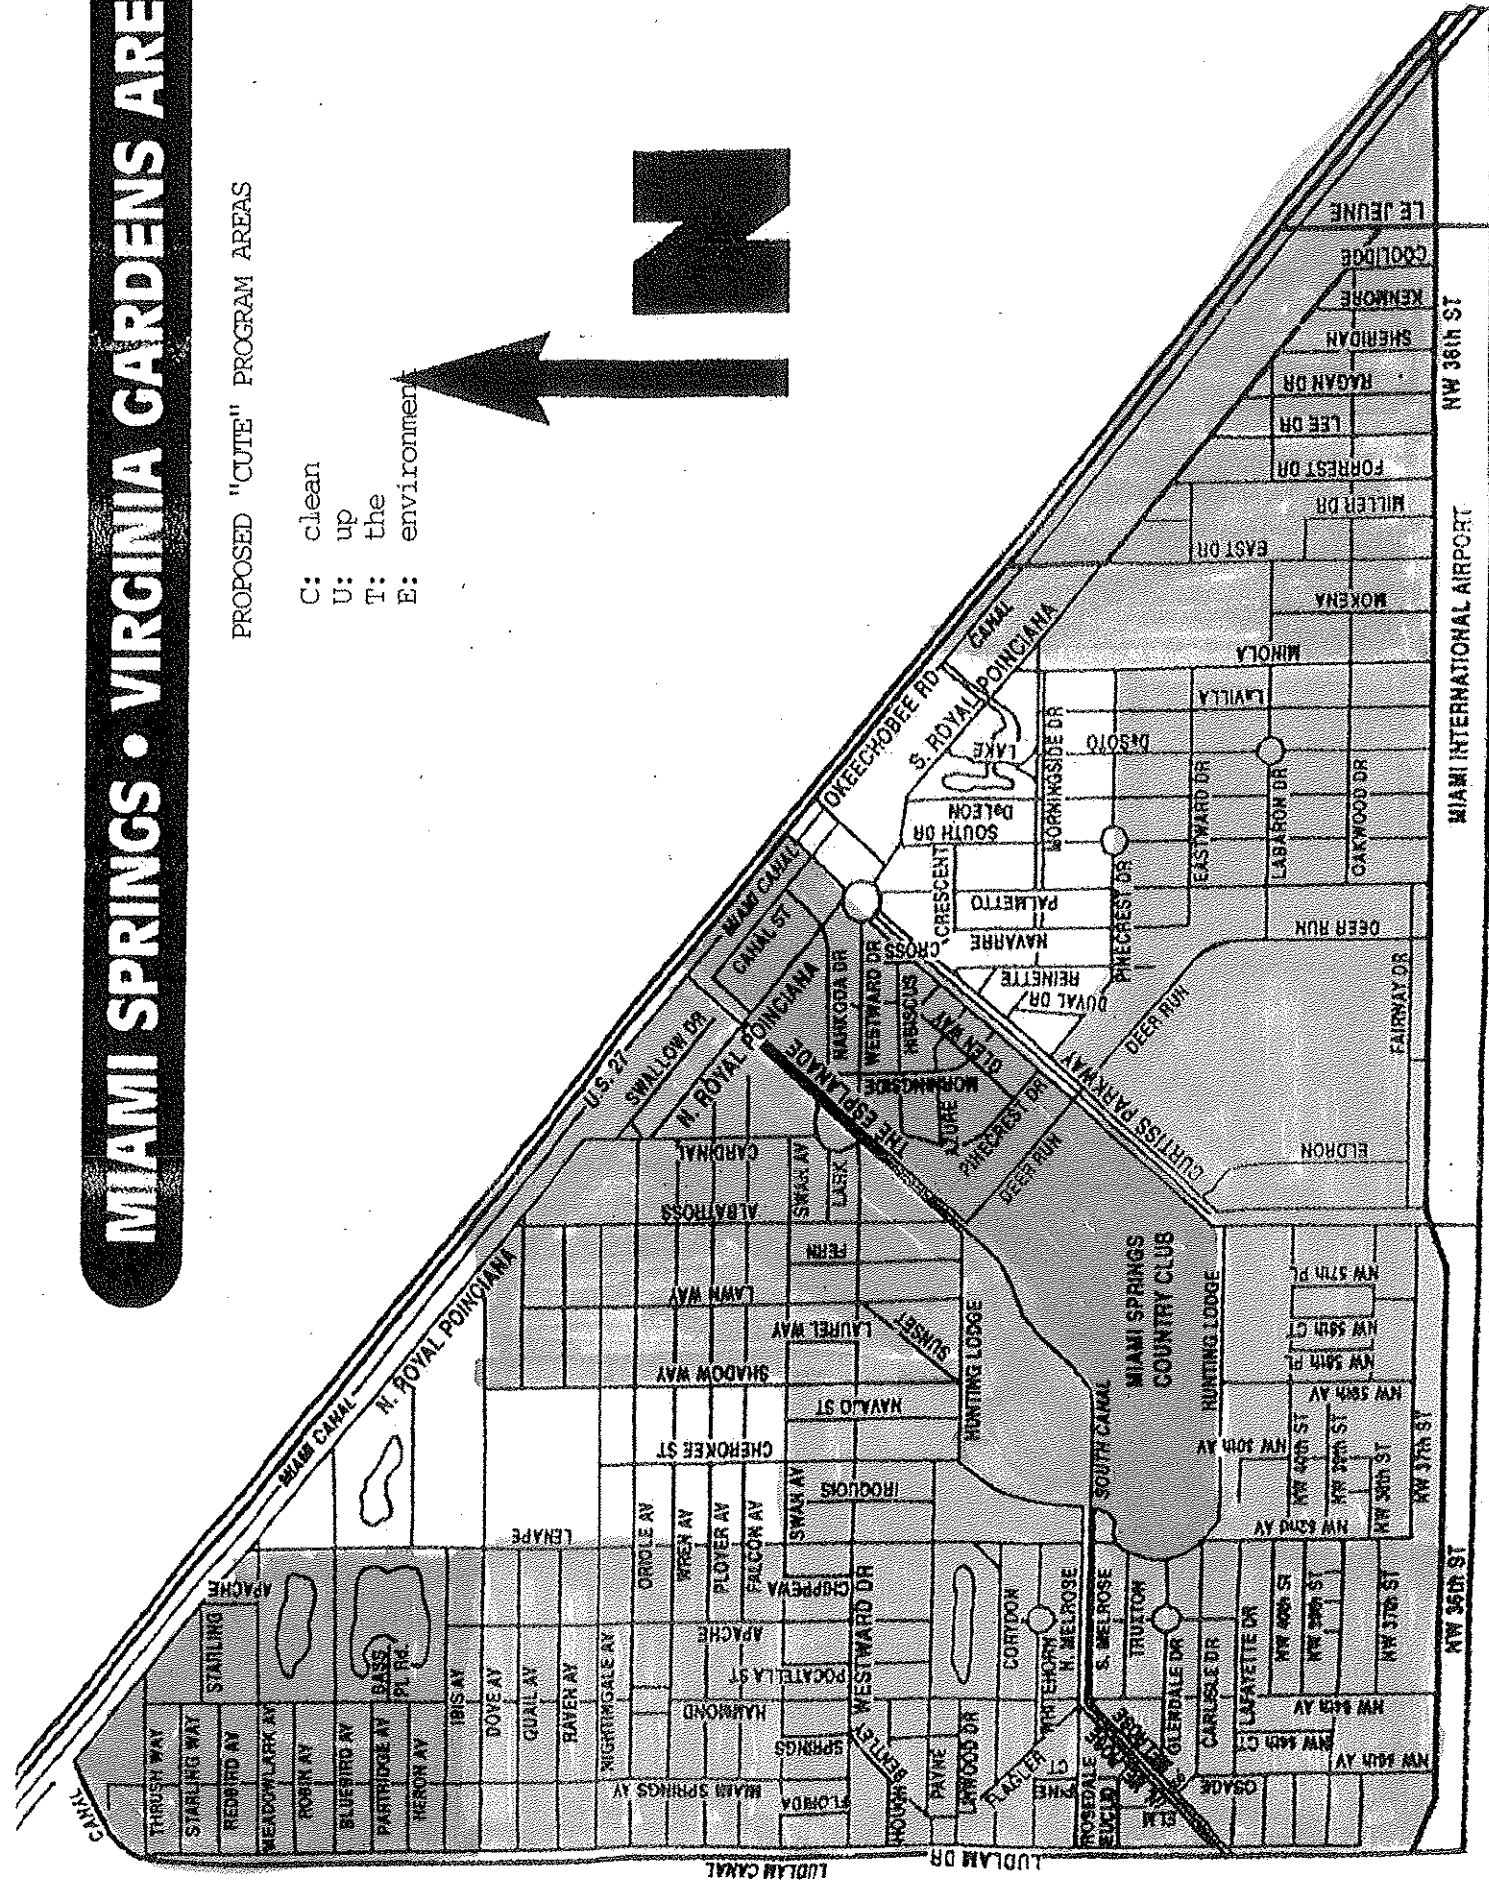 MIAMI SPRINGS • VIRGINIA GARDENS ARE
PROPOSED "CUTE" PROGRAM AREAS
C: clean
U: up
T: the
E: environment
N
CANAL
THRUSH WAY
STARLING WAY
REDBIRD AV
MEADOWLARK AV
ROBIN AV
BLUEBIRD AV
PARTRIDGE AV
HERON AV
STARLING
APACHE
BASS
PL Rd.
IBIS AV
DOVE AV
QUAIL AV
RAVEN AV
NIGHTINGALE AV
LENAPE
MIAMI CANAL
N. ROYAL POINCIANA
ORIOLE AV
WREN AV
PLOVER AV
FALCON AV
SWAN AV
CHEROKEE ST
NAVAJO ST
IROQUOIS
CHIPPEWA
APACHE
POCATELLA ST
HAMMOND
SPRINGS
MIAMI SPRINGS AV
FLORIDA
WESTWARD DR
HOUGH
BENTLEY
PAYNE
LINWOOD DR
FLAGLER
PINE CT
CORYDON
WHITEHORN
N. MELROSE
S. MELROSE
ROSEDALE
EUCLID
ELM
OSAGE
TRUITON
GLENDALE DR
CARLISLE DR
LAFAYETTE DR
LUDLAM DR
LUDLAM CANAL
SHADOW WAY
LAUREL WAY
LAWN WAY
FERN
SUNSET
ALBATROSS
CARDINAL
SWAN AV
LARK
HUNTING LODGE
U.S. 27
SWALLOW DR
N. ROYAL POINCIANA
THE ESPLANADE
MIAMI CANAL
CANAL ST
NAHKODA DR
WESTWARD DR
HIBISCUS
MORNINGSIDE
AZURE
GLEN WAY
CROSS
PINECREST DR
DEER RUN
CURTISS PARKWAY
MIAMI SPRINGS
COUNTRY CLUB
SOUTH CANAL
HUNTING LODGE
OKEECHOBEE RD
CANAL
S. ROYAL POINCIANA
LAKE
DeLEON
SOUTH DR
CRESCENT
PALMETTO
NAVARRE
REINETTE
DUVAL DR
MORNINGSIDE DR
DeSOTO
PINECREST DR
LAVILLA
MINOLA
MOKENA
EAST DR
MILLER DR
FORREST DR
LEE DR
RAGAN DR
SHERIDAN
KENMORE
COOLIDGE
LE JEUNE
EASTWARD DR
LABARON DR
OAKWOOD DR
DEER RUN
DEER RUN
FAIRWAY DR
ELDRON
NW 57th PL
NW 58th CT
NW 58th PL
NW 59th AV
NW 40th ST
NW 39th ST
NW 38th ST
NW 37th ST
NW 62nd AV
NW 40th St
NW 39th ST
NW 37th ST
NW 64th AV
NW 36th ST
MIAMI INTERNATIONAL AIRPORT
NW 36th ST